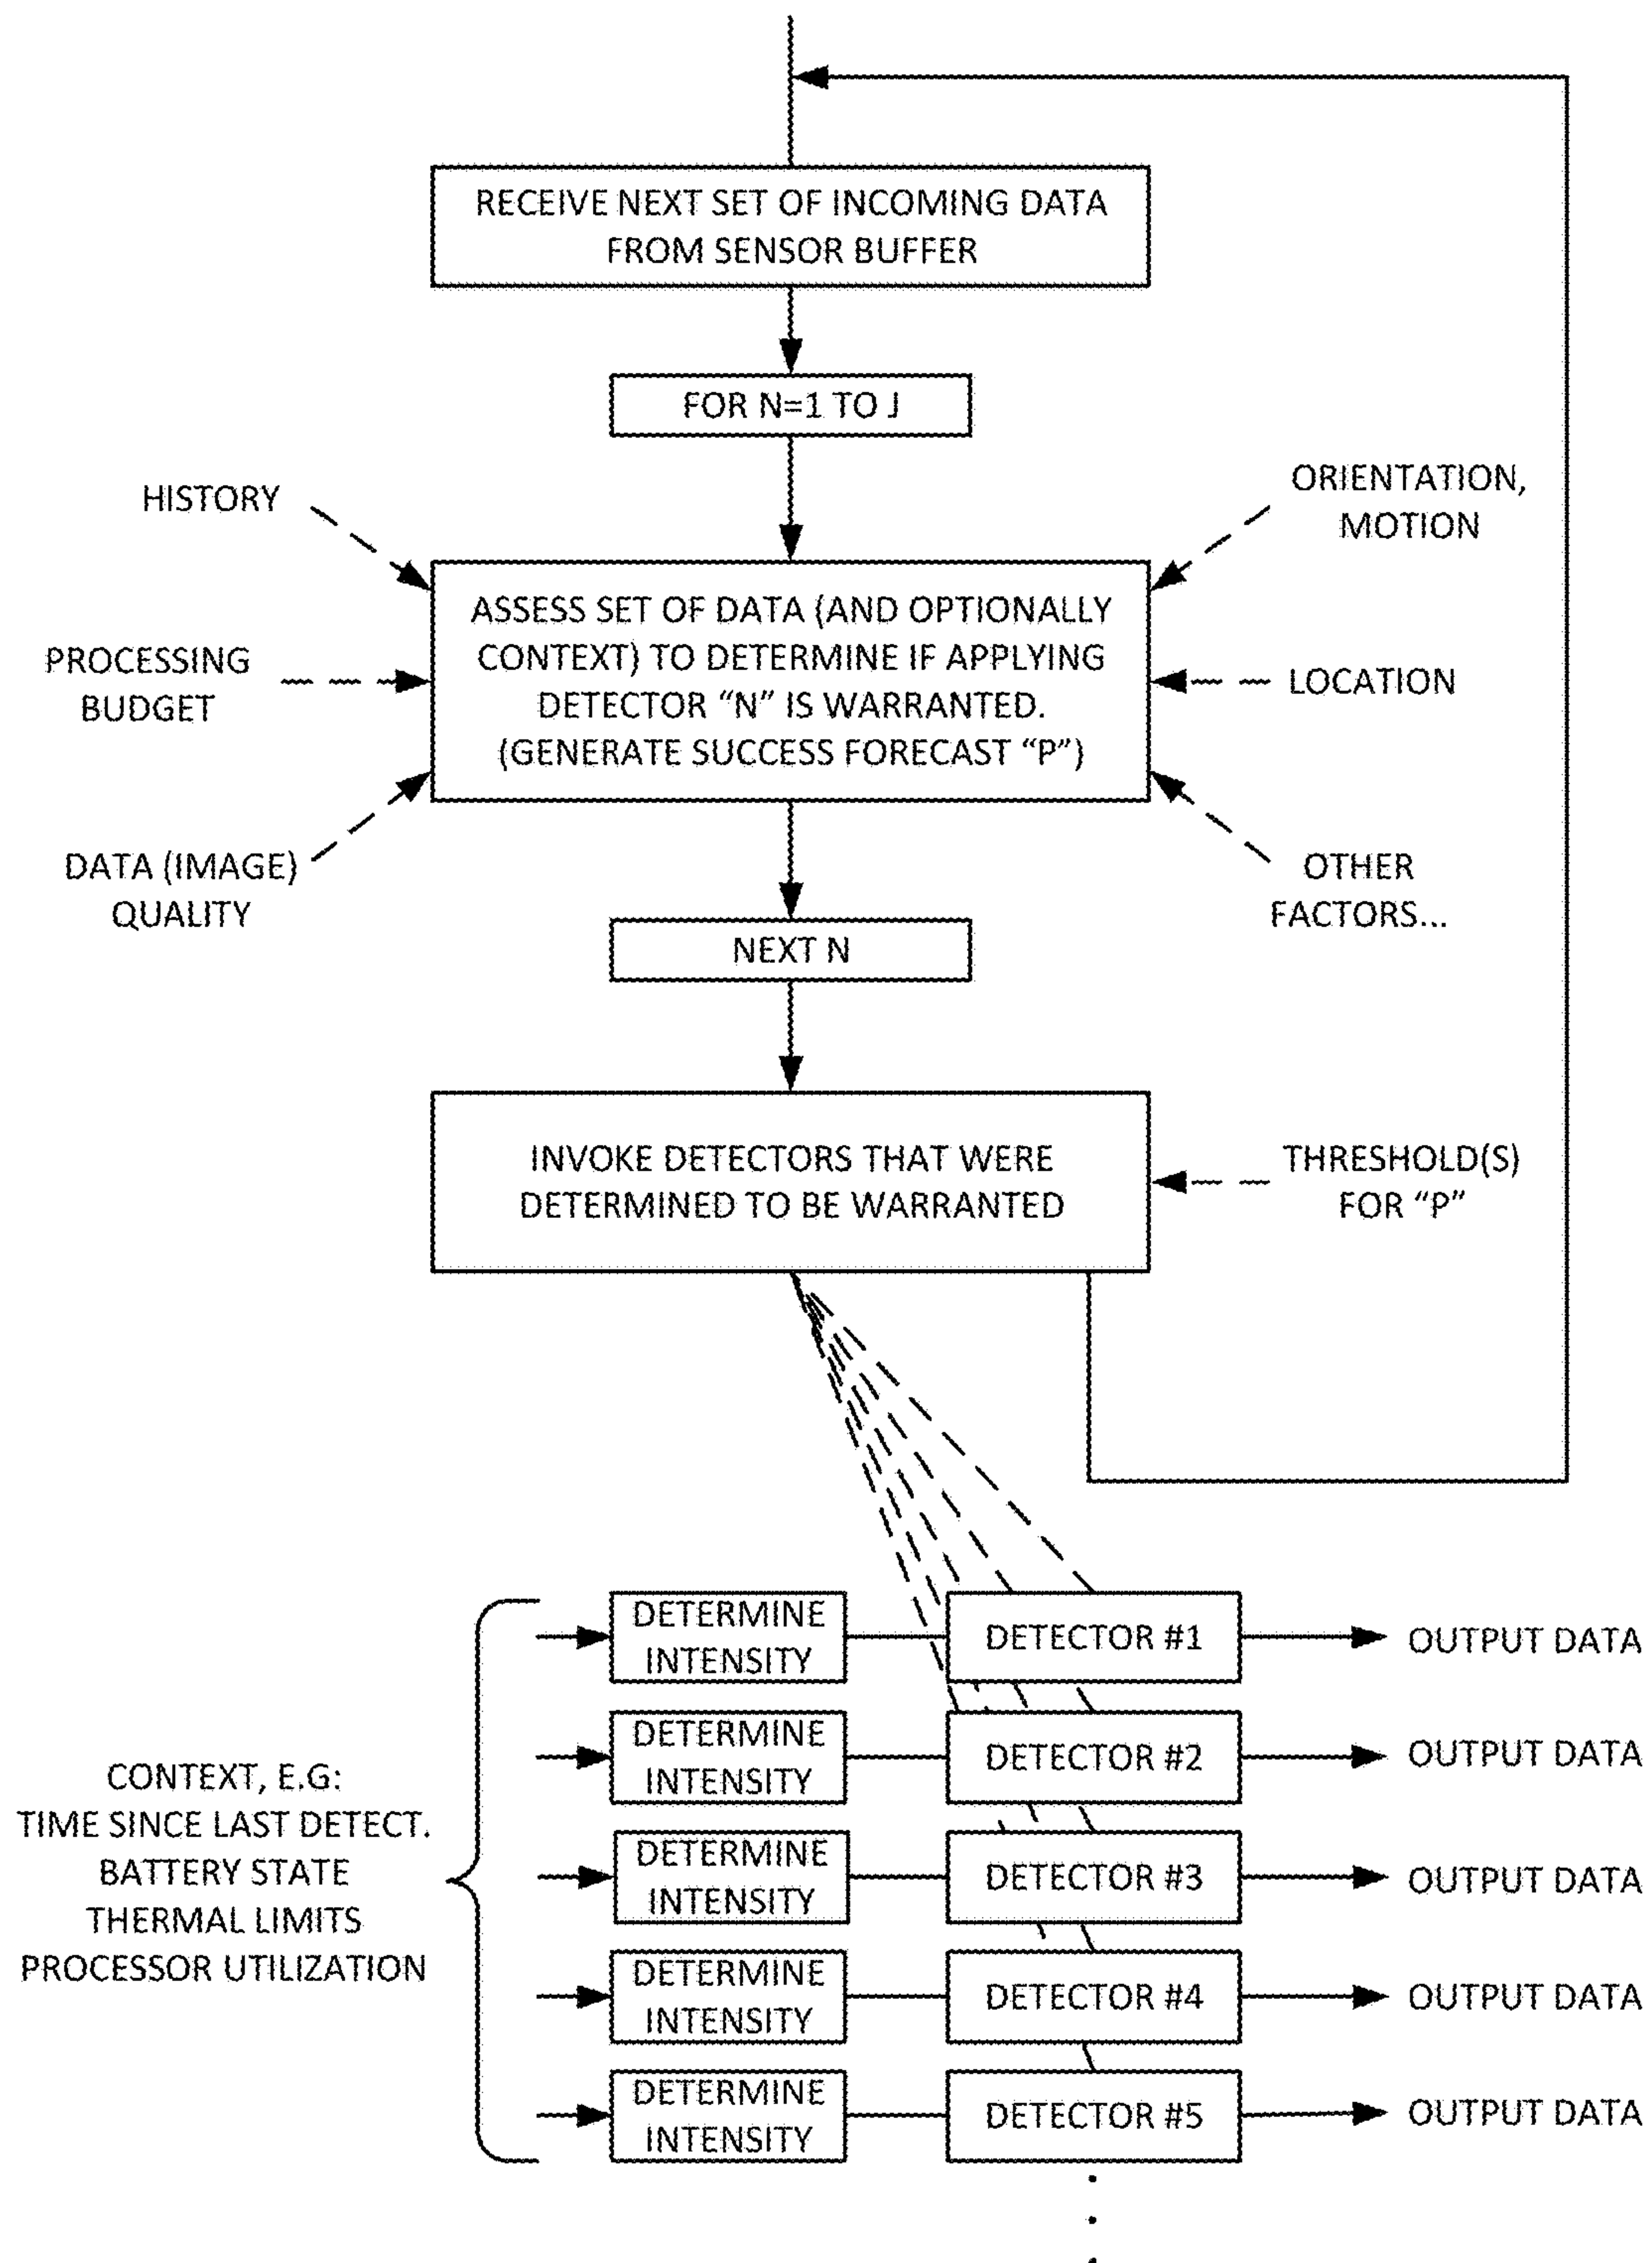 RECEIVE NEXT SET OF INCOMING DATA
FROM SENSOR BUFFER
FOR N=1 TO J
HISTORY
ORIENTATION,
MOTION
PROCESSING
BUDGET
ASSESS SET OF DATA (AND OPTIONALLY
CONTEXT) TO DETERMINE IF APPLYING
DETECTOR “N” IS WARRANTED.
(GENERATE SUCCESS FORECAST “P”)
LOCATION
DATA (IMAGE)
QUALITY
OTHER
FACTORS...
NEXT N
INVOKE DETECTORS THAT WERE
DETERMINED TO BE WARRANTED
THRESHOLD(S)
FOR “P”
CONTEXT, E.G:
TIME SINCE LAST DETECT.
BATTERY STATE
THERMAL LIMITS
PROCESSOR UTILIZATION
DETERMINE
INTENSITY
DETECTOR #1
OUTPUT DATA
DETERMINE
INTENSITY
DETECTOR #2
OUTPUT DATA
DETERMINE
INTENSITY
DETECTOR #3
OUTPUT DATA
DETERMINE
INTENSITY
DETECTOR #4
OUTPUT DATA
DETERMINE
INTENSITY
DETECTOR #5
OUTPUT DATA